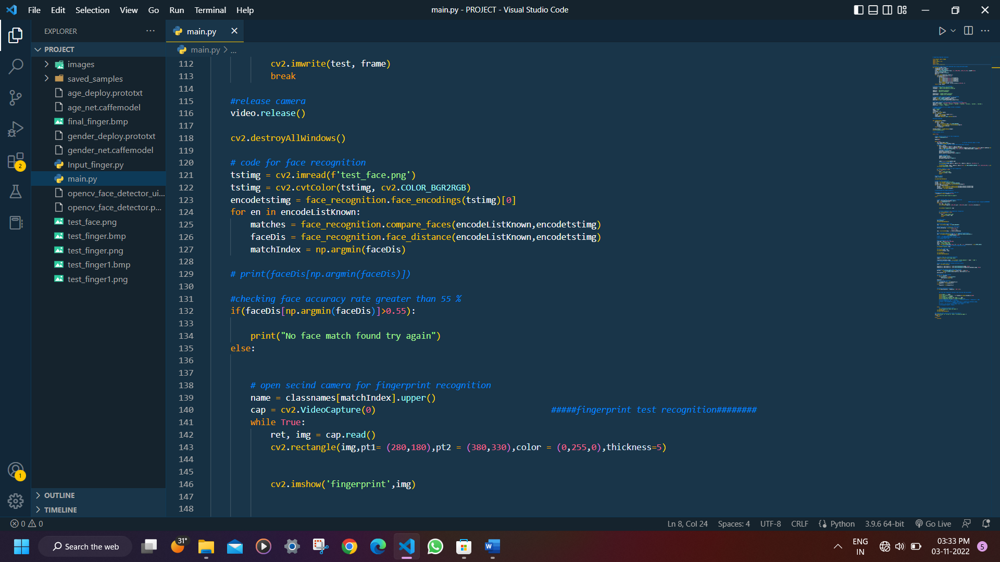 File Edit Selection View Go Run Terminal Help
main.py - PROJECT - Visual Studio Code
EXPLORER
PROJECT
images
saved_samples
age_deploy.prototxt
age_net.caffemodel
final_finger.bmp
gender_deploy.prototxt
gender_net.caffemodel
Input_finger.py
main.py
opencv_face_detector_ui...
opencv_face_detector.p...
test_face.png
test_finger.bmp
test_finger.png
test_finger1.bmp
test_finger1.png
OUTLINE
TIMELINE
2
1
main.py
main.py > ...
112 cv2.imwrite(test, frame)
113 break
114
115 #release camera
116 video.release()
117
118 cv2.destroyAllWindows()
119
120 # code for face recognition
121 tstimg = cv2.imread(f'test_face.png')
122 tstimg = cv2.cvtColor(tstimg, cv2.COLOR_BGR2RGB)
123 encodetstimg = face_recognition.face_encodings(tstimg)[0]
124 for en in encodeListKnown:
125 matches = face_recognition.compare_faces(encodeListKnown,encodetstimg)
126 faceDis = face_recognition.face_distance(encodeListKnown,encodetstimg)
127 matchIndex = np.argmin(faceDis)
128
129 # print(faceDis[np.argmin(faceDis)])
130
131 #checking face accuracy rate greater than 55 %
132 if(faceDis[np.argmin(faceDis)]>0.55):
133
134 print("No face match found try again")
135 else:
136
137
138 # open secind camera for fingerprint recognition
139 name = classnames[matchIndex].upper()
140 cap = cv2.VideoCapture(0) #####fingerprint test recognition########
141 while True:
142 ret, img = cap.read()
143 cv2.rectangle(img,pt1= (280,180),pt2 = (380,330),color = (0,255,0),thickness=5)
144
145
146 cv2.imshow('fingerprint',img)
147
148
0 0
Ln 8, Col 24 Spaces: 4 UTF-8 CRLF Python 3.9.6 64-bit Go Live
Search the web
31°
ENG
IN
03:33 PM
03-11-2022
5